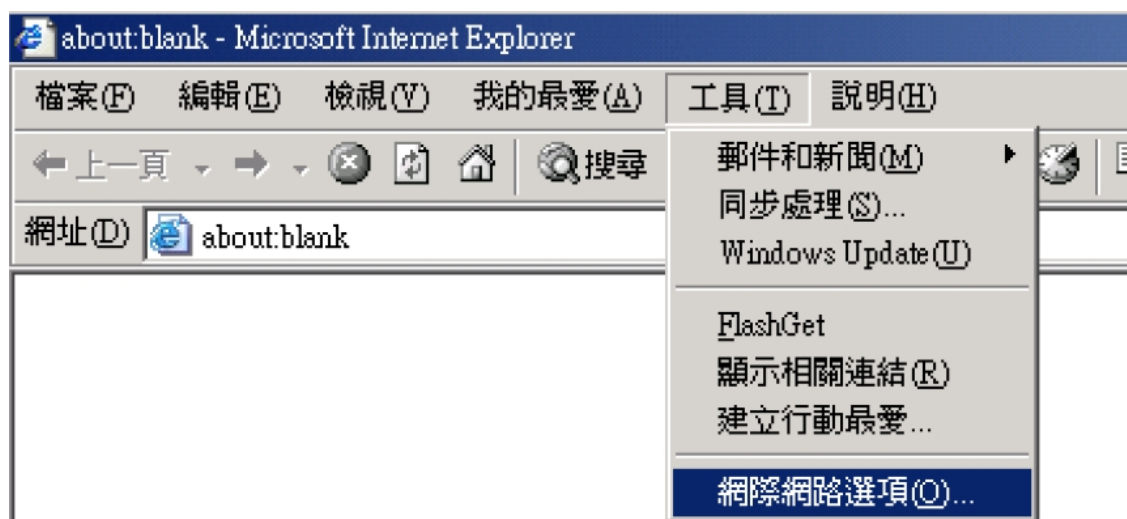 about:blank - Microsoft Internet Explorer
檔案(F) 編輯(E) 檢視(V) 我的最愛(A) 工具(T) 說明(H)
上一頁 搜尋
網址(D) about:blank
郵件和新聞(M)
同步處理(S)...
Windows Update(U)
FlashGet
顯示相關連結(R)
建立行動最愛...
網際網路選項(O)...